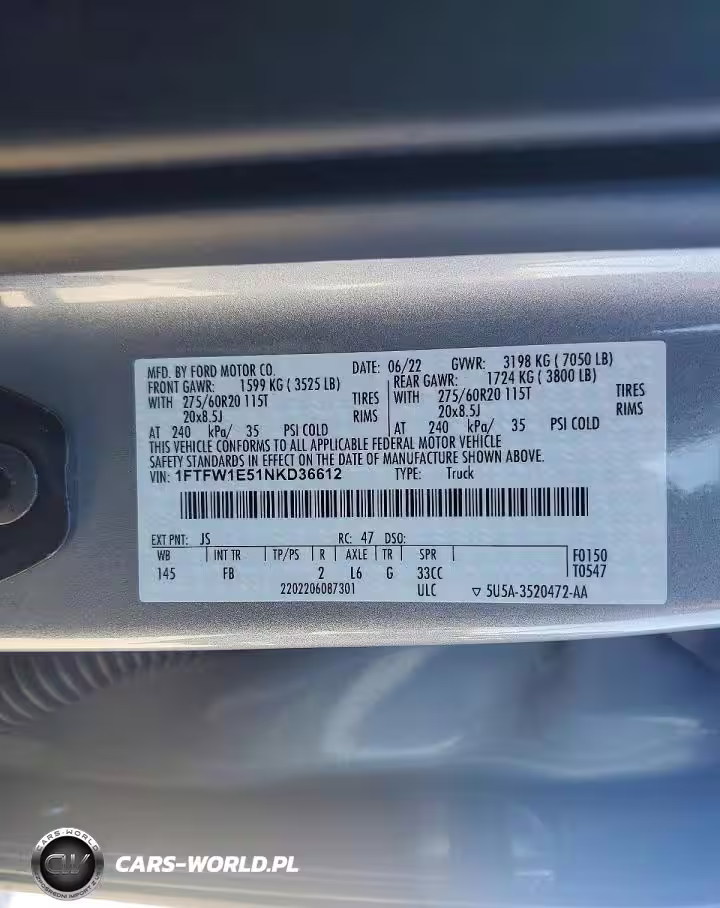 MFD. BY FORD MOTOR CO. DATE: 06/22 GVWR: 3198 KG ( 7050 LB)
FRONT GAWR: 1599 KG ( 3525 LB) REAR GAWR: 1724 KG ( 3800 LB)
WITH 275/60R20 115T TIRES WITH 275/60R20 115T TIRES
20x8.5J RIMS 20x8.5J RIMS
AT 240 kPa/ 35 PSI COLD AT 240 kPa/ 35 PSI COLD
THIS VEHICLE CONFORMS TO ALL APPLICABLE FEDERAL MOTOR VEHICLE
SAFETY STANDARDS IN EFFECT ON THE DATE OF MANUFACTURE SHOWN ABOVE.
VIN: 1FTFW1E51NKD36612 TYPE: Truck
EXT PNT: JS RC: 47 DSO:
WB INT TR TP/PS R AXLE TR SPR F0150
145 FB 2 L6 G 33CC T0547
2202206087301 ULC ▽ 5U5A-3520472-AA
CARS-WORLD
CW
CARS-WORLD.PL